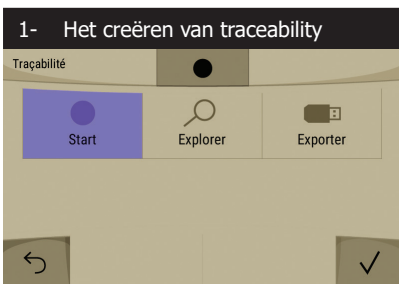 1- Het creëren van traceability
Traçabilité
Start Explorer Exporter